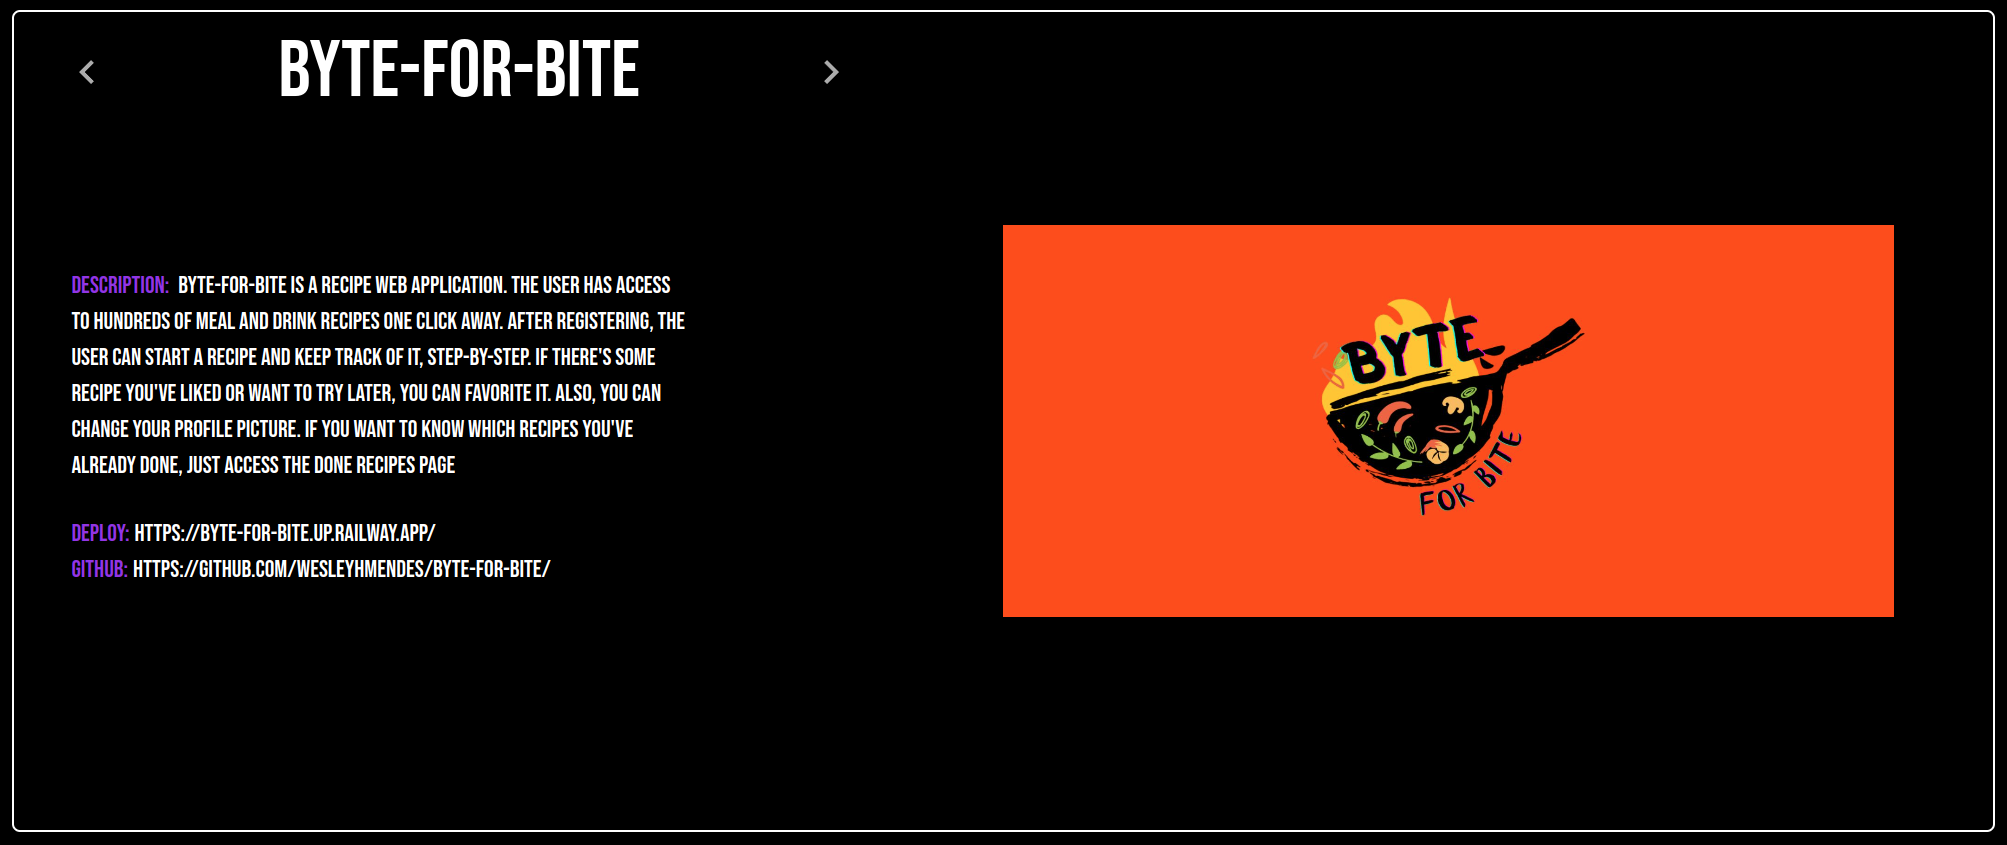 BYTE-FOR-BITE
DESCRIPTION: BYTE-FOR-BITE IS A RECIPE WEB APPLICATION. THE USER HAS ACCESS
TO HUNDREDS OF MEAL AND DRINK RECIPES ONE CLICK AWAY. AFTER REGISTERING, THE
USER CAN START A RECIPE AND KEEP TRACK OF IT, STEP-BY-STEP. IF THERE'S SOME
RECIPE YOU'VE LIKED OR WANT TO TRY LATER, YOU CAN FAVORITE IT. ALSO, YOU CAN
CHANGE YOUR PROFILE PICTURE. IF YOU WANT TO KNOW WHICH RECIPES YOU'VE
ALREADY DONE, JUST ACCESS THE DONE RECIPES PAGE
DEPLOY: HTTPS://BYTE-FOR-BITE.UP.RAILWAY.APP/
GITHUB: HTTPS://GITHUB.COM/WESLEYHMENDES/BYTE-FOR-BITE/
BYTE
FOR BITE